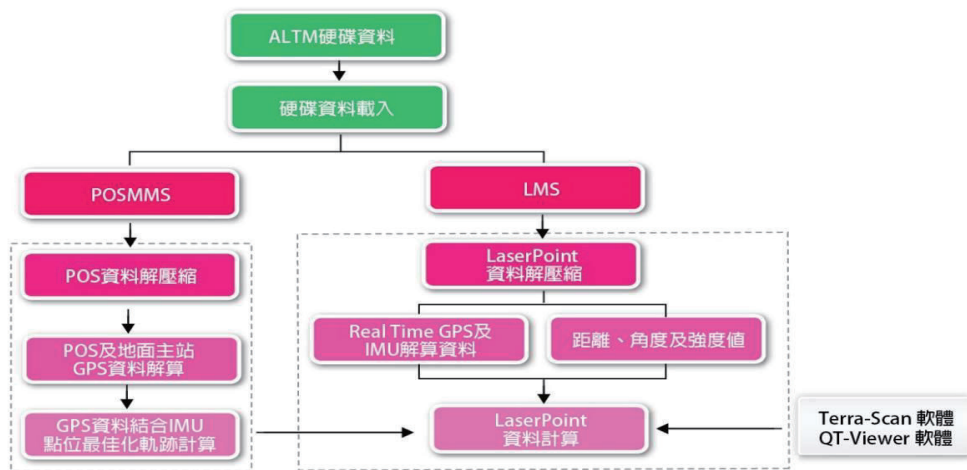 ALTM硬碟資料
硬碟資料載入
POSMMS
LMS
POS資料解壓縮
LaserPoint
資料解壓縮
Real Time GPS及
IMU解算資料
距離、角度及強度值
POS及地面主站
GPS資料解算
GPS資料結合IMU
點位最佳化軌跡計算
LaserPoint
資料計算
Terra-Scan 軟體
QT-Viewer 軟體